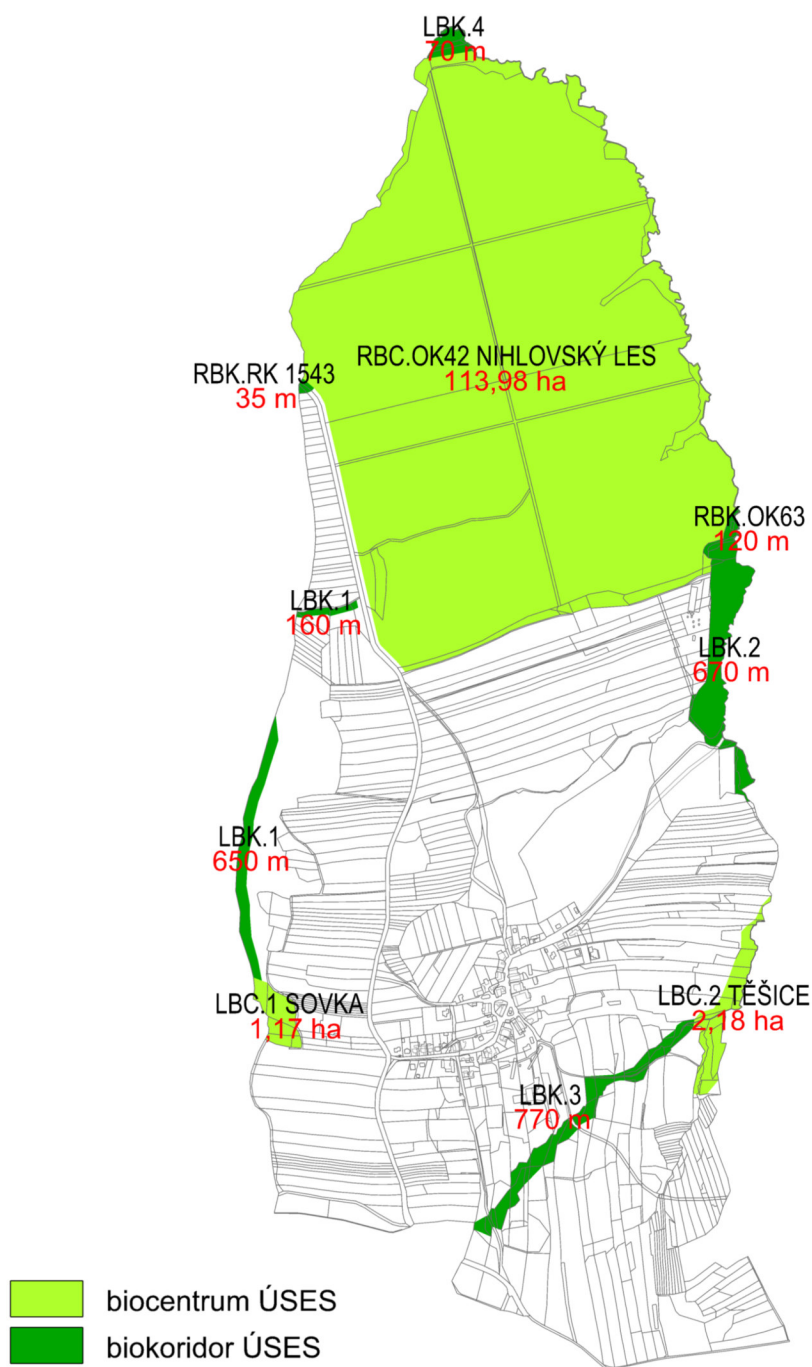 LBK.4
70 m
RBC.OK42 NIHLOVSKÝ LES
113,98 ha
RBK.RK 1543
35 m
RBK.OK63
120 m
LBK.1
160 m
LBK.2
670 m
LBK.1
650 m
LBC.1 SOVKA
1,17 ha
LBC.2 TĚŠICE
2,18 ha
LBK.3
770 m
biocentrum ÚSES
biokoridor ÚSES